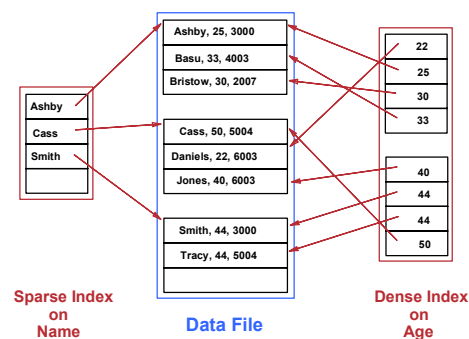 Ashby
Cass
Smith
Sparse Index
on
Name
Ashby, 25, 3000
Basu, 33, 4003
Bristow, 30, 2007
Cass, 50, 5004
Daniels, 22, 6003
Jones, 40, 6003
Smith, 44, 3000
Tracy, 44, 5004
Data File
22
25
30
33
40
44
44
50
Dense Index
on
Age